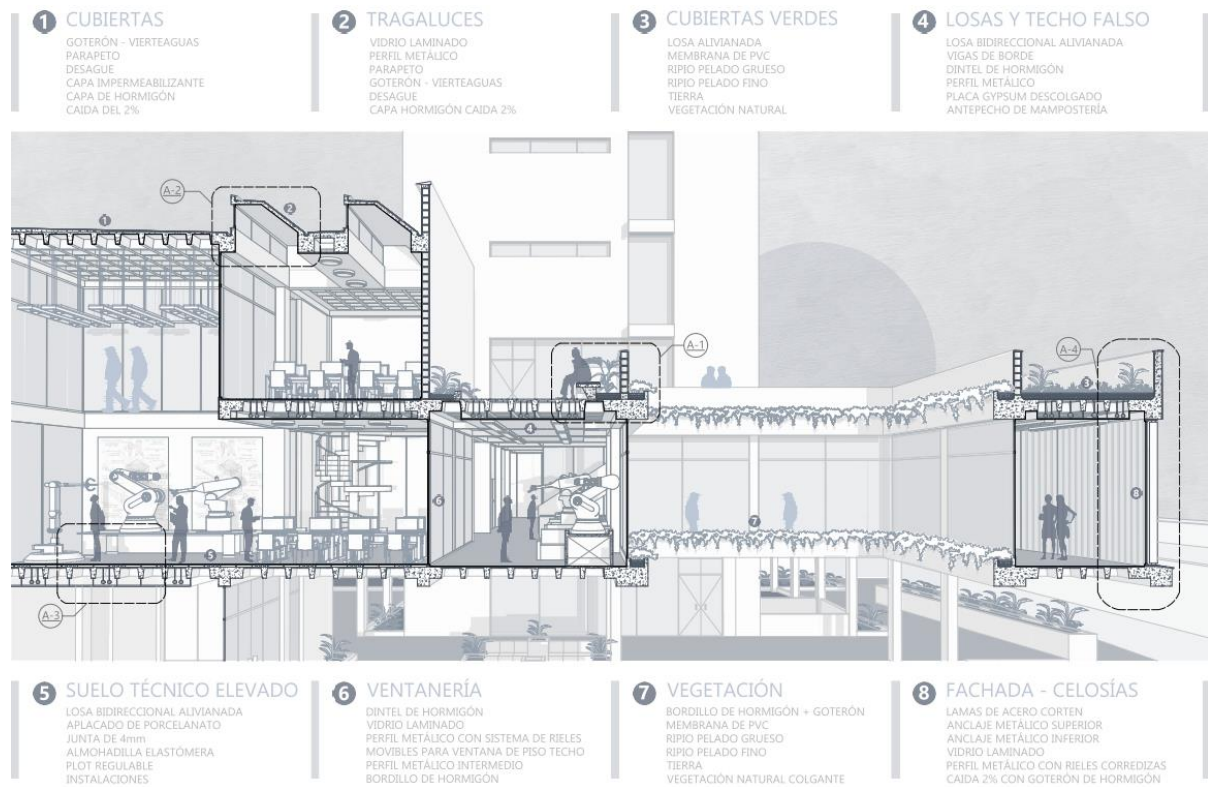 1 CUBIERTAS
GOTERÓN - VIERTEAGUAS
PARAPETO
DESAGUE
CAPA IMPERMEABILIZANTE
CAPA DE HORMIGÓN
CAIDA DEL 2%
2 TRAGALUCES
VIDRIO LAMINADO
PERFIL METÁLICO
PARAPETO
GOTERÓN - VIERTEAGUAS
DESAGUE
CAPA HORMIGÓN CAIDA 2%
3 CUBIERTAS VERDES
LOSA ALIVIANADA
MEMBRANA DE PVC
RIPIO PELADO GRUESO
RIPIO PELADO FINO
TIERRA
VEGETACIÓN NATURAL
4 LOSAS Y TECHO FALSO
LOSA BIDIRECCIONAL ALIVIANADA
VIGAS DE BORDE
DINTEL DE HORMIGÓN
PERFIL METÁLICO
PLACA GYPSUM DESCOLGADO
ANTEPECHO DE MAMPOSTERÍA
A-2
2
1
A-1
A-4
3
4
6
8
7
5
A-3
5 SUELO TÉCNICO ELEVADO
LOSA BIDIRECCIONAL ALIVIANADA
APLACADO DE PORCELANATO
JUNTA DE 4mm
ALMOHADILLA ELASTÓMERA
PLOT REGULABLE
INSTALACIONES
6 VENTANERÍA
DINTEL DE HORMIGÓN
VIDRIO LAMINADO
PERFIL METÁLICO CON SISTEMA DE RIELES
MOVIBLES PARA VENTANA DE PISO TECHO
PERFIL METÁLICO INTERMEDIO
BORDILLO DE HORMIGÓN
7 VEGETACIÓN
BORDILLO DE HORMIGÓN + GOTERÓN
MEMBRANA DE PVC
RIPIO PELADO GRUESO
RIPIO PELADO FINO
TIERRA
VEGETACIÓN NATURAL COLGANTE
8 FACHADA - CELOSÍAS
LAMAS DE ACERO CORTEN
ANCLAJE METÁLICO SUPERIOR
ANCLAJE METÁLICO INFERIOR
VIDRIO LAMINADO
PERFIL METÁLICO CON RIELES CORREDIZAS
CAIDA 2% CON GOTERÓN DE HORMIGÓN